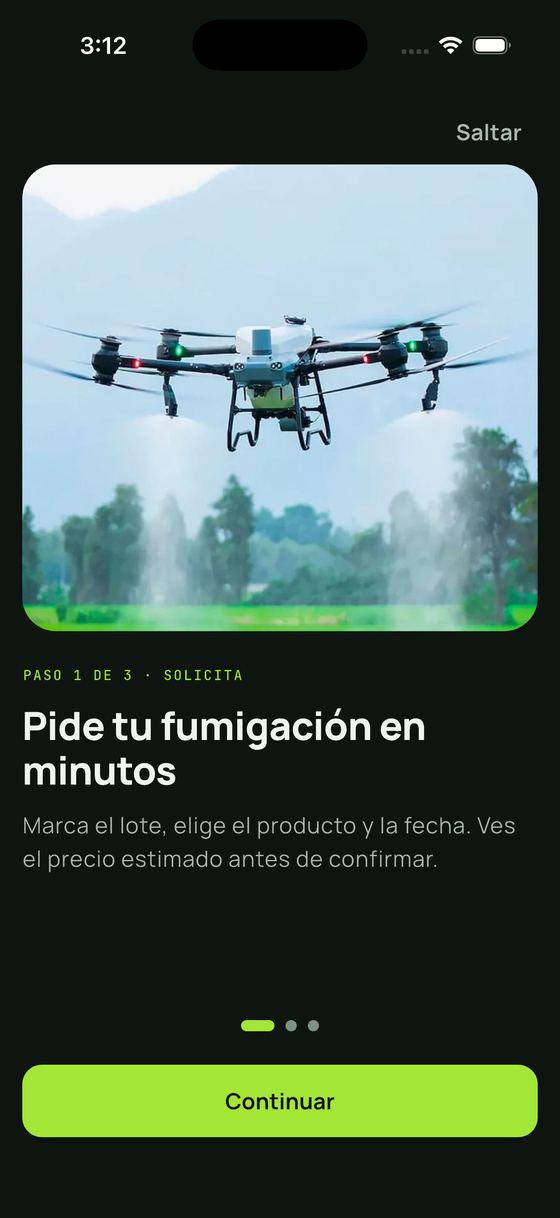 3:12
Saltar
PASO 1 DE 3 · SOLICITA
Pide tu fumigación en
minutos
Marca el lote, elige el producto y la fecha. Ves
el precio estimado antes de confirmar.
Continuar